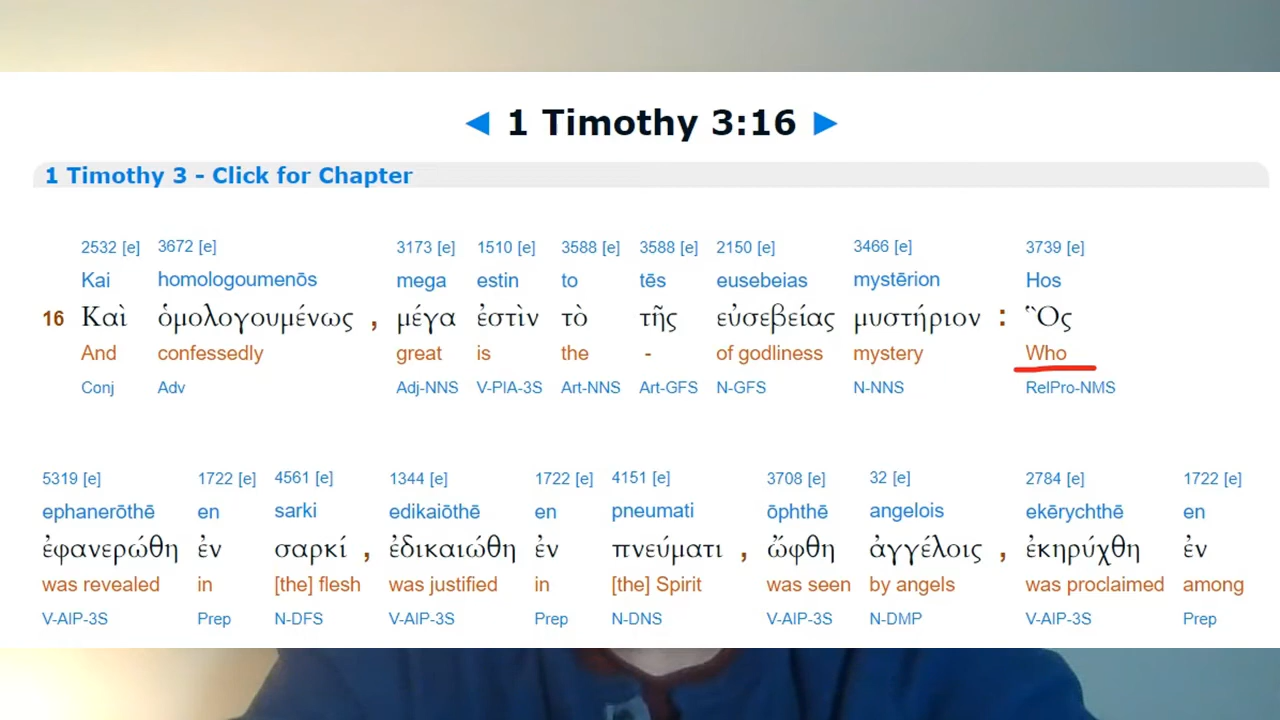 ◄ 1 Timothy 3:16 ►
1 Timothy 3 - Click for Chapter
2532 [e] 3672 [e] 3173 [e] 1510 [e] 3588 [e] 3588 [e] 2150 [e] 3466 [e] 3739 [e]
Kai homologoumenōs mega estin to tēs eusebeias mystērion Hos
16 Καὶ ὁμολογουμένως , μέγα ἐστὶν τὸ τῆς εὐσεβείας μυστήριον : Ὃς
And confessedly great is the - of godliness mystery Who
Conj Adv Adj-NNS V-PIA-3S Art-NNS Art-GFS N-GFS N-NNS RelPro-NMS
5319 [e] 1722 [e] 4561 [e] 1344 [e] 1722 [e] 4151 [e] 3708 [e] 32 [e] 2784 [e] 1722 [e]
ephanerōthē en sarki edikaiōthē en pneumati ōphthē angelois ekērychthē en
ἐφανερώθη ἐν σαρκί , ἐδικαιώθη ἐν πνεύματι , ὤφθη ἀγγέλοις , ἐκηρύχθη ἐν
was revealed in [the] flesh was justified in [the] Spirit was seen by angels was proclaimed among
V-AIP-3S Prep N-DFS V-AIP-3S Prep N-DNS V-AIP-3S N-DMP V-AIP-3S Prep